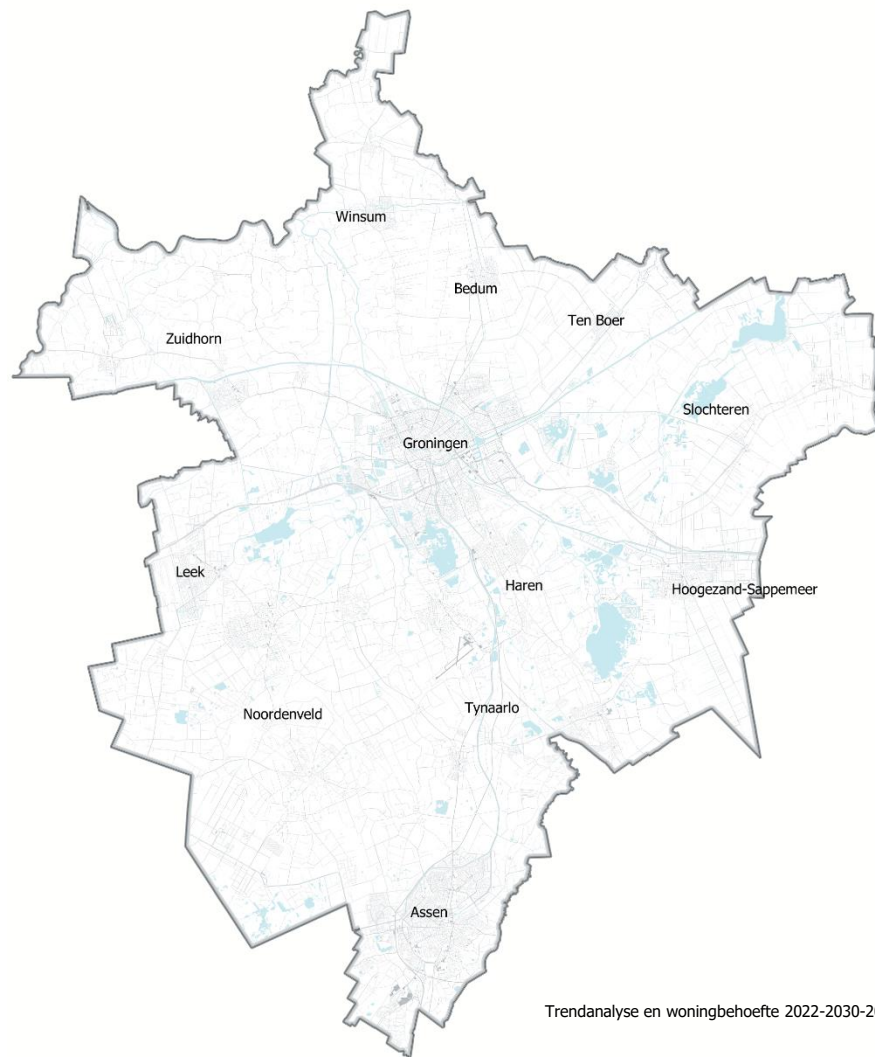 Winsum
Bedum
Ten Boer
Zuidhorn
Slochteren
Groningen
Leek
Haren
Hoogezand-Sappemeer
Tynaarlo
Noordenveld
Assen
Trendanalyse en woningbehoefte 2022-2030-2